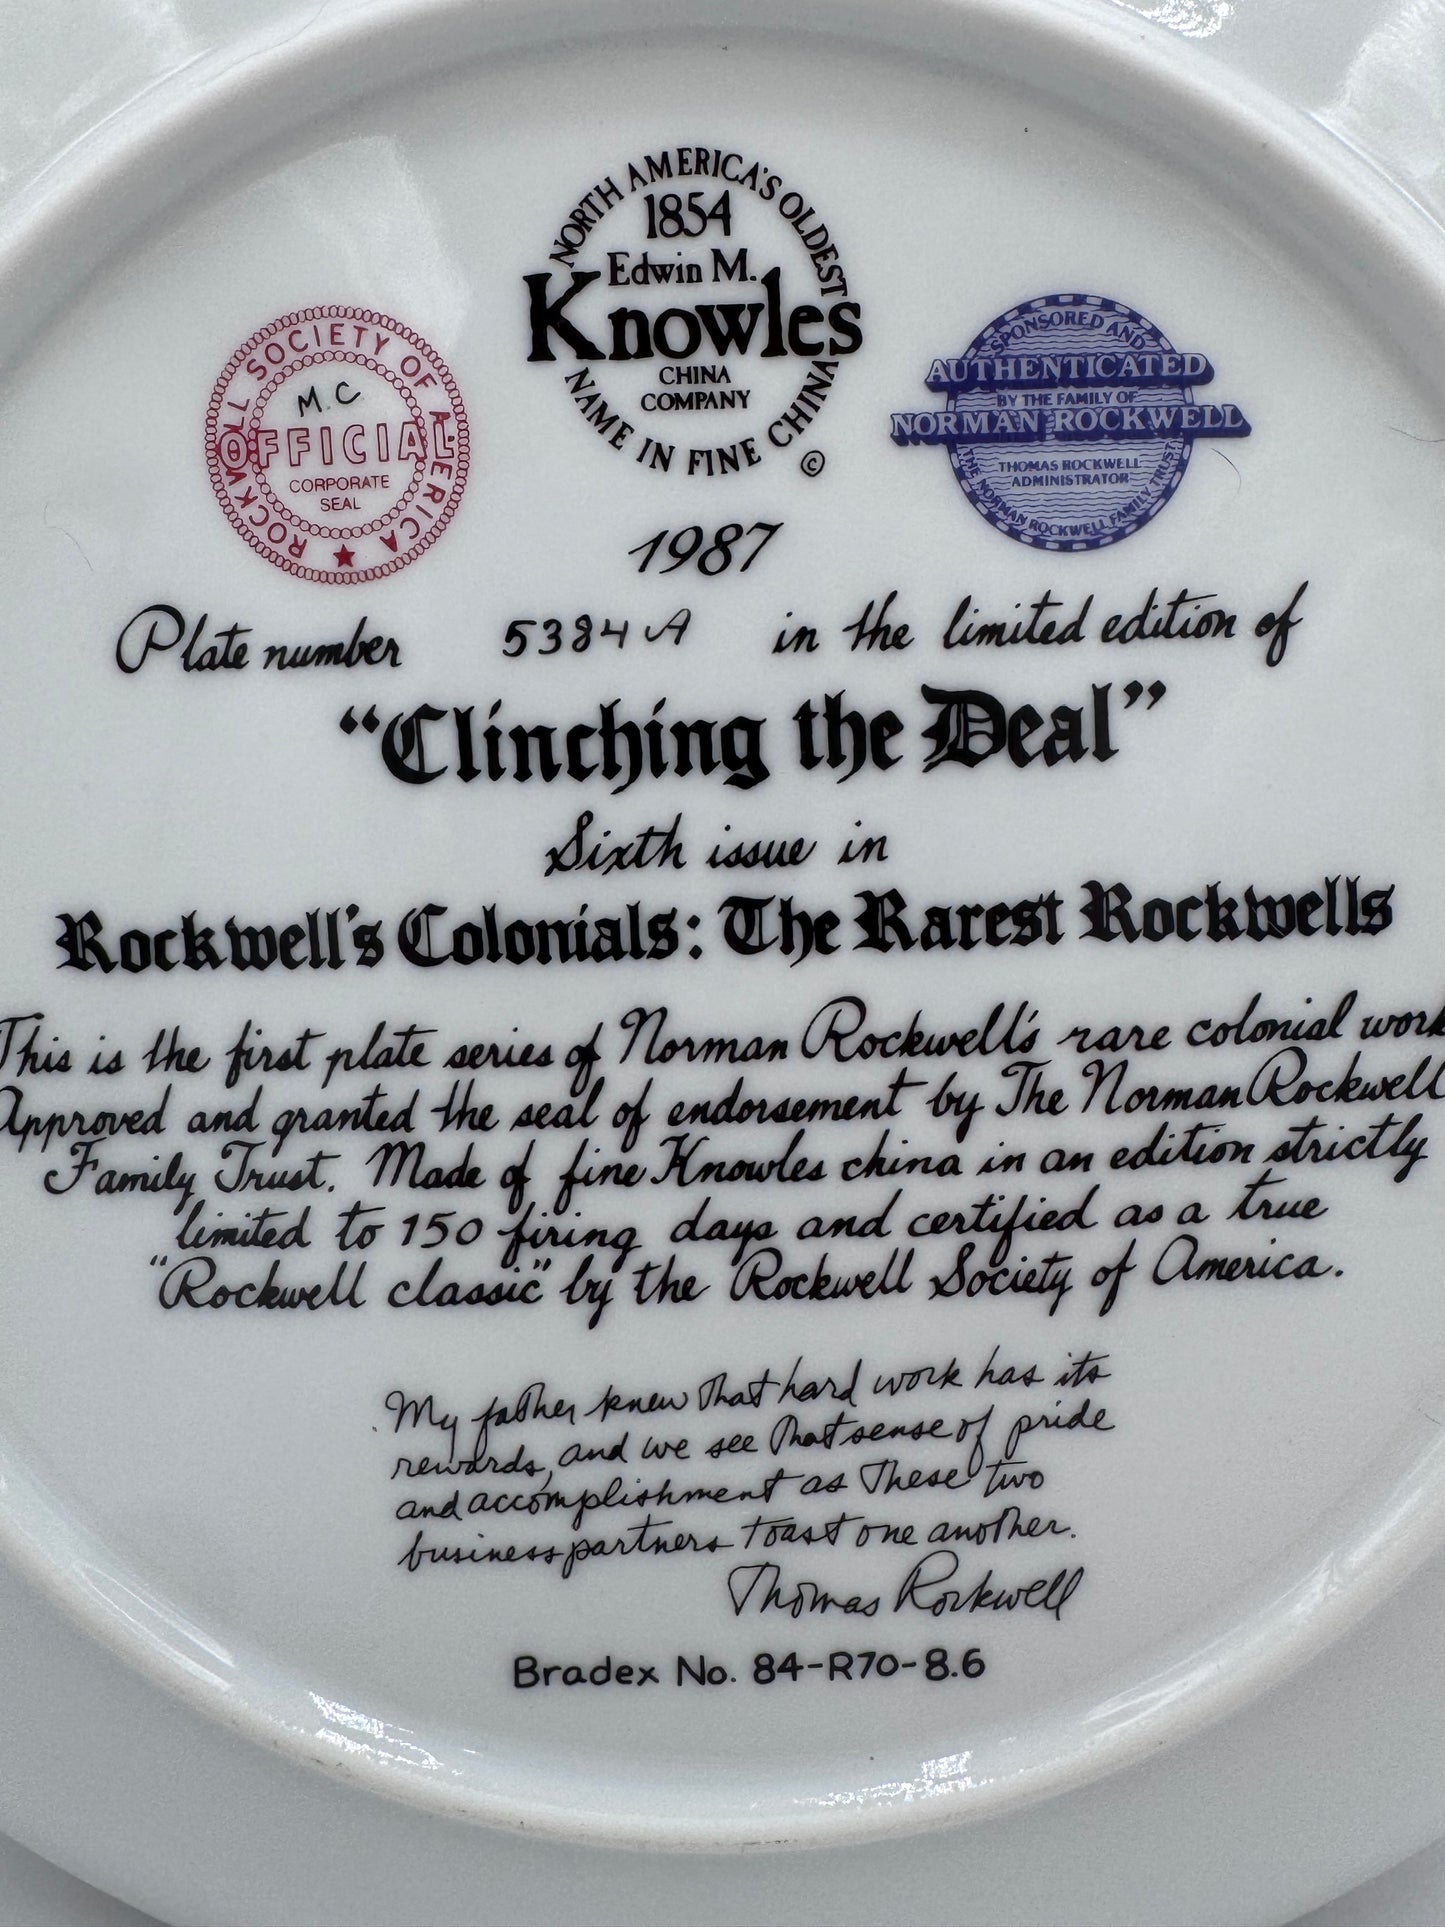 NORTH AMERICA'S OLDEST
1854
Edwin M.
Knowles
CHINA
COMPANY
NAME IN FINE CHINA
©
ROCKWELL SOCIETY OF AMERICA
M.C
OFFICIAL
CORPORATE
SEAL
SPONSORED AND
AUTHENTICATED
BY THE FAMILY OF
NORMAN ROCKWELL
THOMAS ROCKWELL
ADMINISTRATOR
THE NORMAN ROCKWELL FAMILY TRUST
1987
Plate number 5384A in the limited edition of
“Clinching the Deal”
Sixth issue in
Rockwell's Colonials: The Rarest Rockwells
This is the first plate series of Norman Rockwell's rare colonial work
Approved and granted the seal of endorsement by The Norman Rockwell
Family Trust. Made of fine Knowles china in an edition strictly
limited to 150 firing days and certified as a true
"Rockwell classic" by the Rockwell Society of America.
My father knew that hard work has its
rewards, and we see that sense of pride
and accomplishment as these two
business partners toast one another.
Thomas Rockwell
Bradex No. 84-R70-8.6